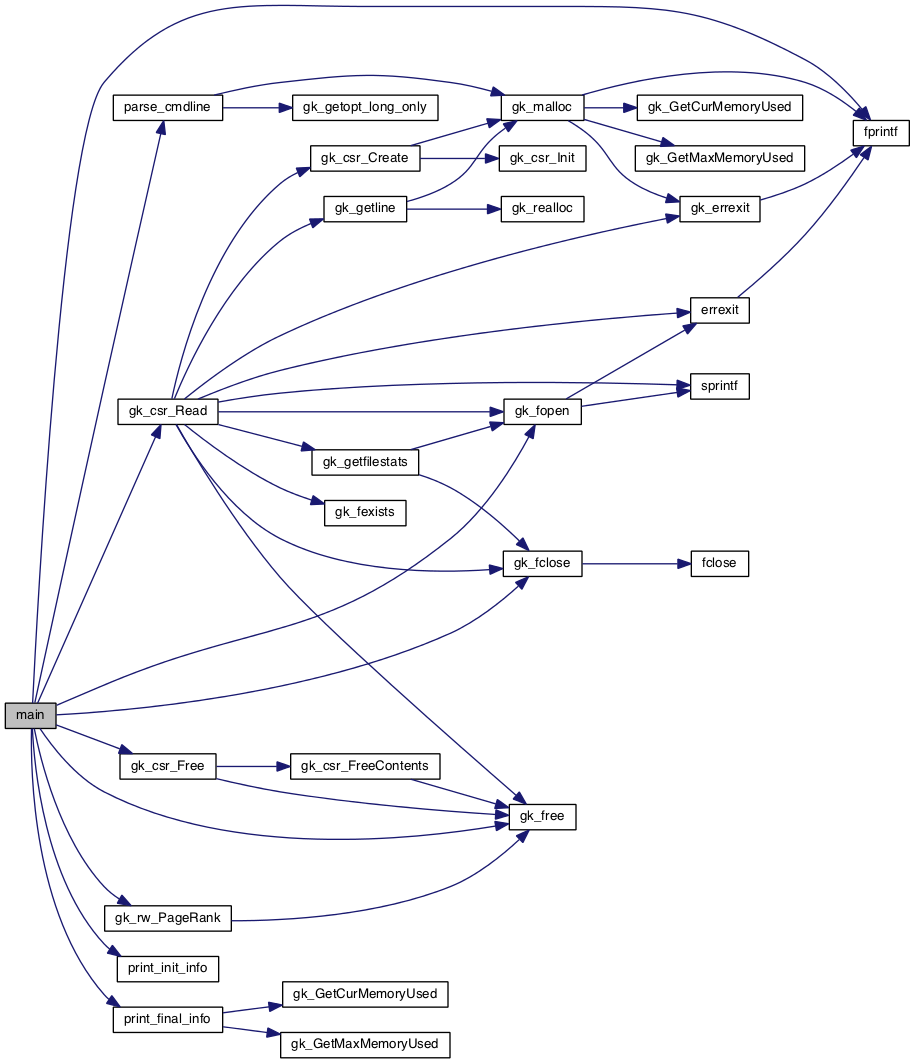 parse_cmdline
gk_getopt_long_only
gk_malloc
gk_GetCurMemoryUsed
fprintf
gk_csr_Create
gk_csr_Init
gk_GetMaxMemoryUsed
gk_getline
gk_realloc
gk_errexit
errexit
sprintf
gk_csr_Read
gk_fopen
gk_getfilestats
gk_fexists
gk_fclose
fclose
main
gk_csr_Free
gk_csr_FreeContents
gk_free
gk_rw_PageRank
print_init_info
gk_GetCurMemoryUsed
print_final_info
gk_GetMaxMemoryUsed